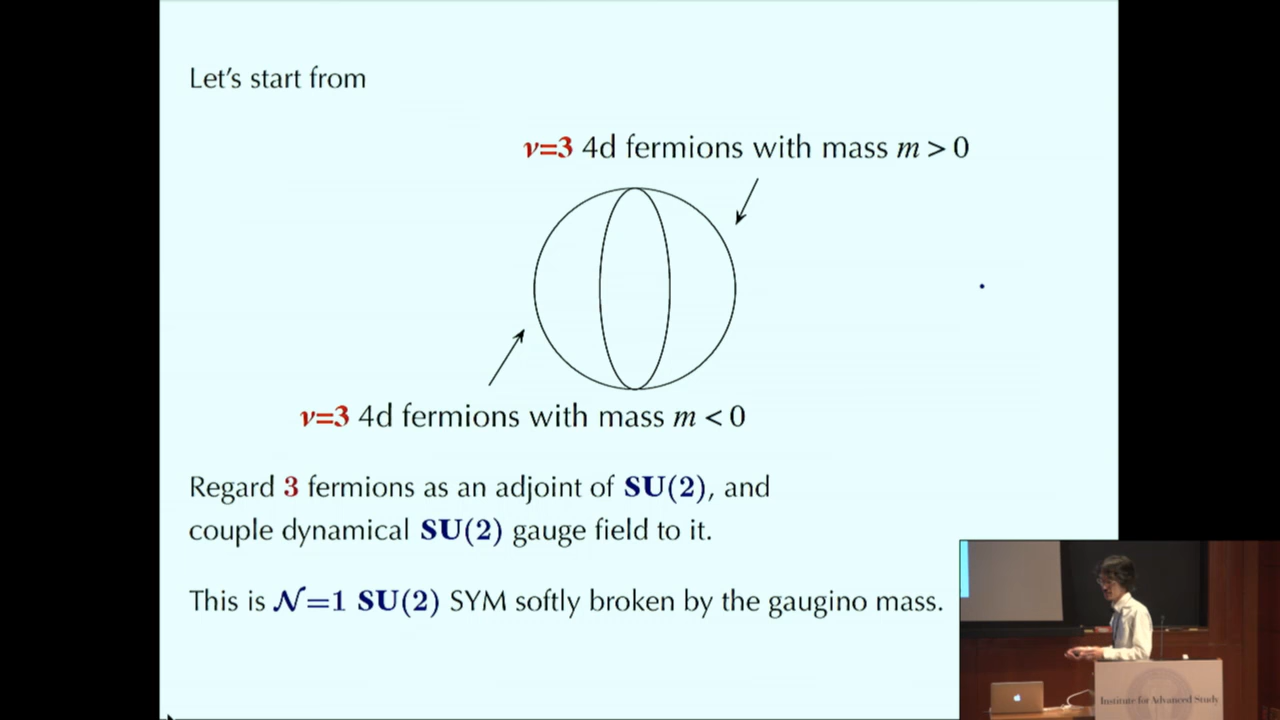 Let's start from
ν=3 4d fermions with mass m > 0
ν=3 4d fermions with mass m < 0
Regard 3 fermions as an adjoint of SU(2), and
couple dynamical SU(2) gauge field to it.
This is 𝒩=1 SU(2) SYM softly broken by the gaugino mass.
Institute for Advanced Study